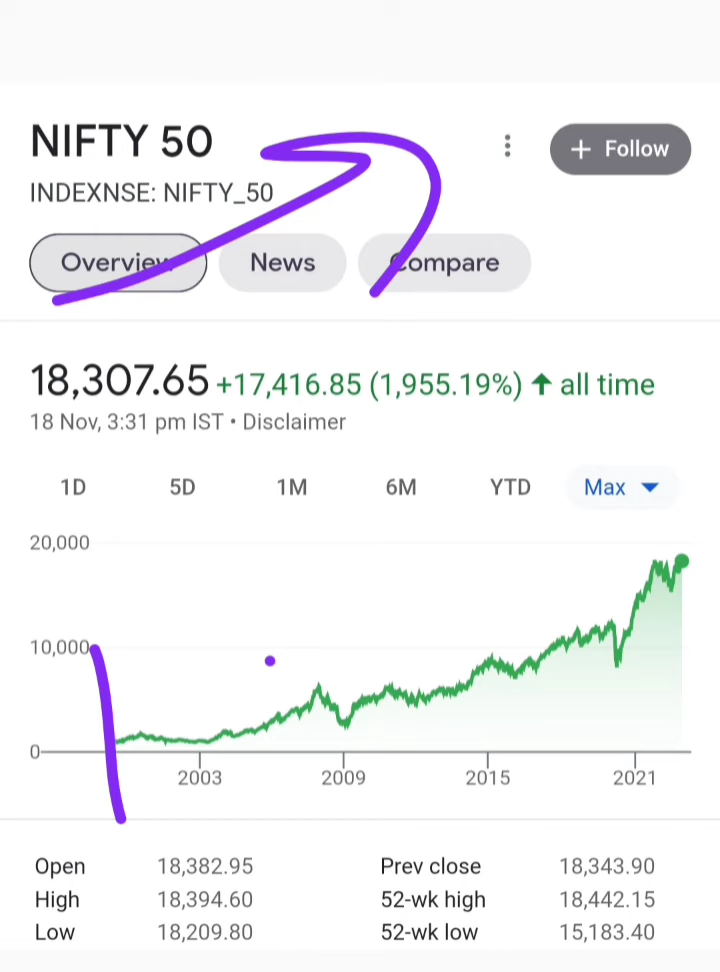 NIFTY 50
+ Follow
INDEXNSE: NIFTY_50
Overview
News
Compare
18,307.65 +17,416.85 (1,955.19%) ↑ all time
18 Nov, 3:31 pm IST • Disclaimer
1D 5D 1M 6M YTD Max
20,000
10,000
0
2003 2009 2015 2021
Open 18,382.95 Prev close 18,343.90
High 18,394.60 52-wk high 18,442.15
Low 18,209.80 52-wk low 15,183.40